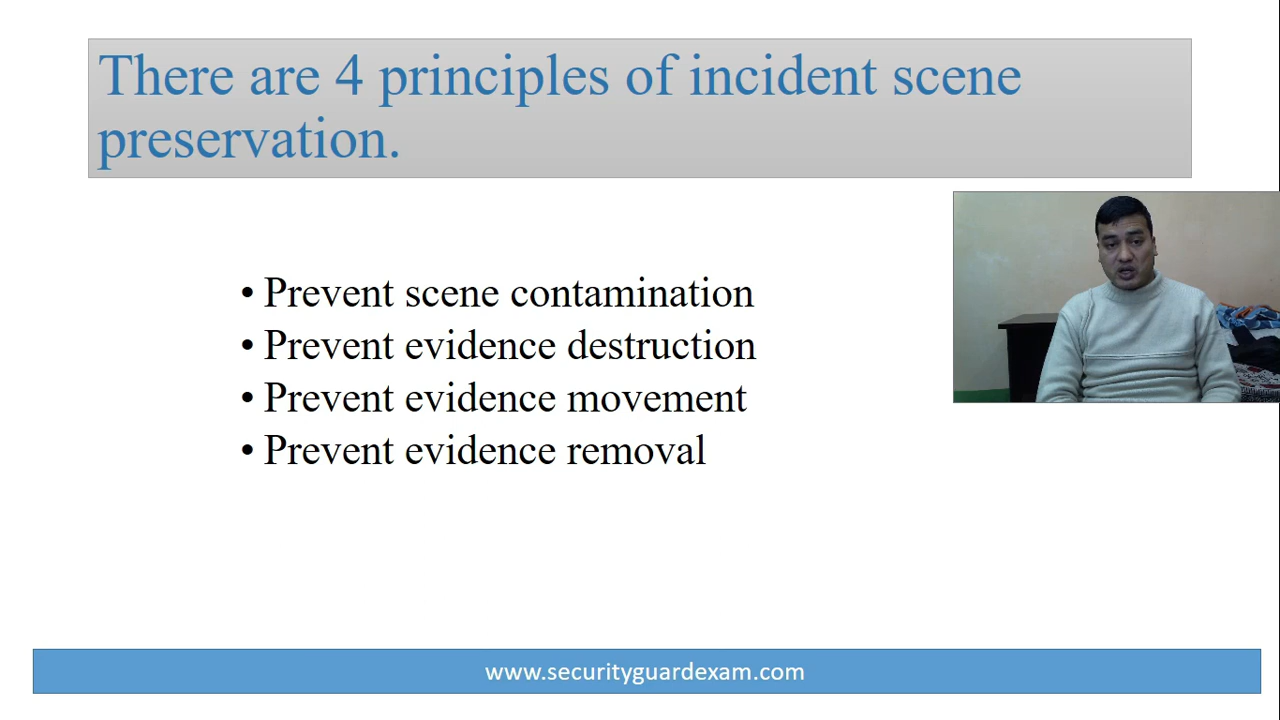 There are 4 principles of incident scene
preservation.
• Prevent scene contamination
• Prevent evidence destruction
• Prevent evidence movement
• Prevent evidence removal
www.securityguardexam.com